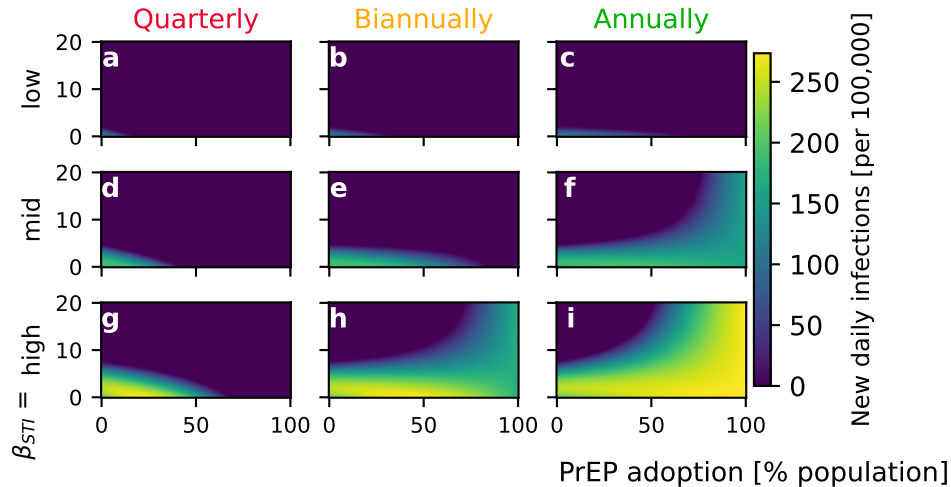 Quarterly Biannually Annually
20 a b c 250
low 10
0 200
20 d e f
mid 10 150
0 100
20 g h i
high 10 50
0 0
0 50 100 0 50 100 0 50 100
β_STI =
New daily infections [per 100,000]
PrEP adoption [% population]